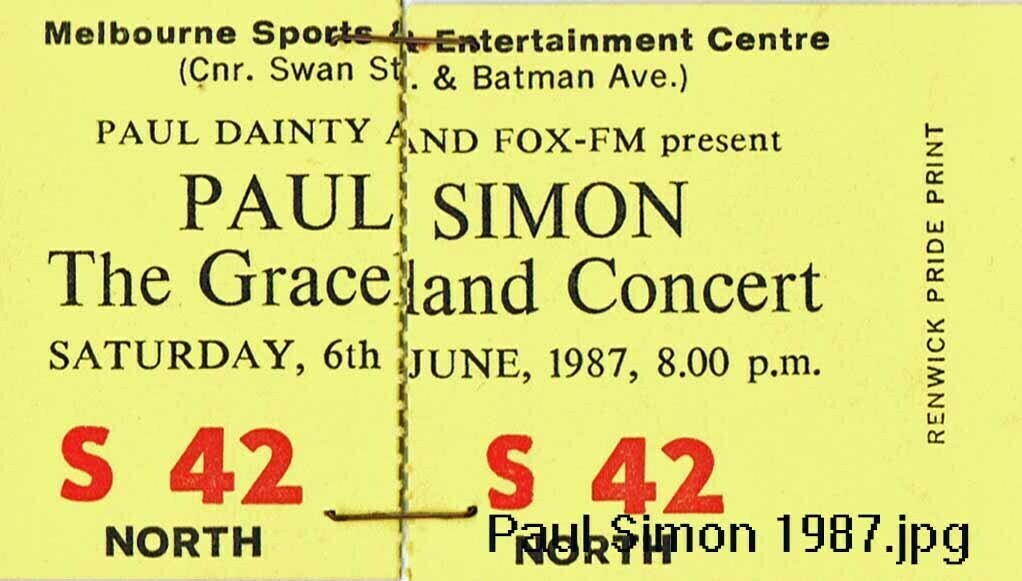 Melbourne Sports & Entertainment Centre
(Cnr. Swan St. & Batman Ave.)
PAUL DAINTY AND FOX-FM present
PAUL SIMON
The Graceland Concert
SATURDAY, 6th JUNE, 1987, 8.00 p.m.
S 42 S 42
NORTH NORTH
Paul Simon 1987.jpg
RENWICK PRIDE PRINT